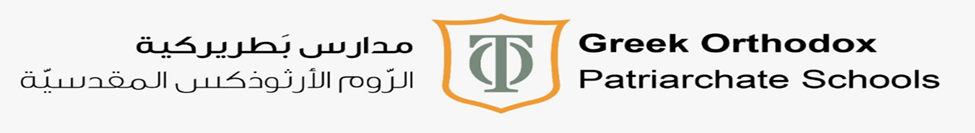 مدارس بَطريركية
الرّوم الأرثوذكس المقدسيّة
Greek Orthodox
Patriarchate Schools